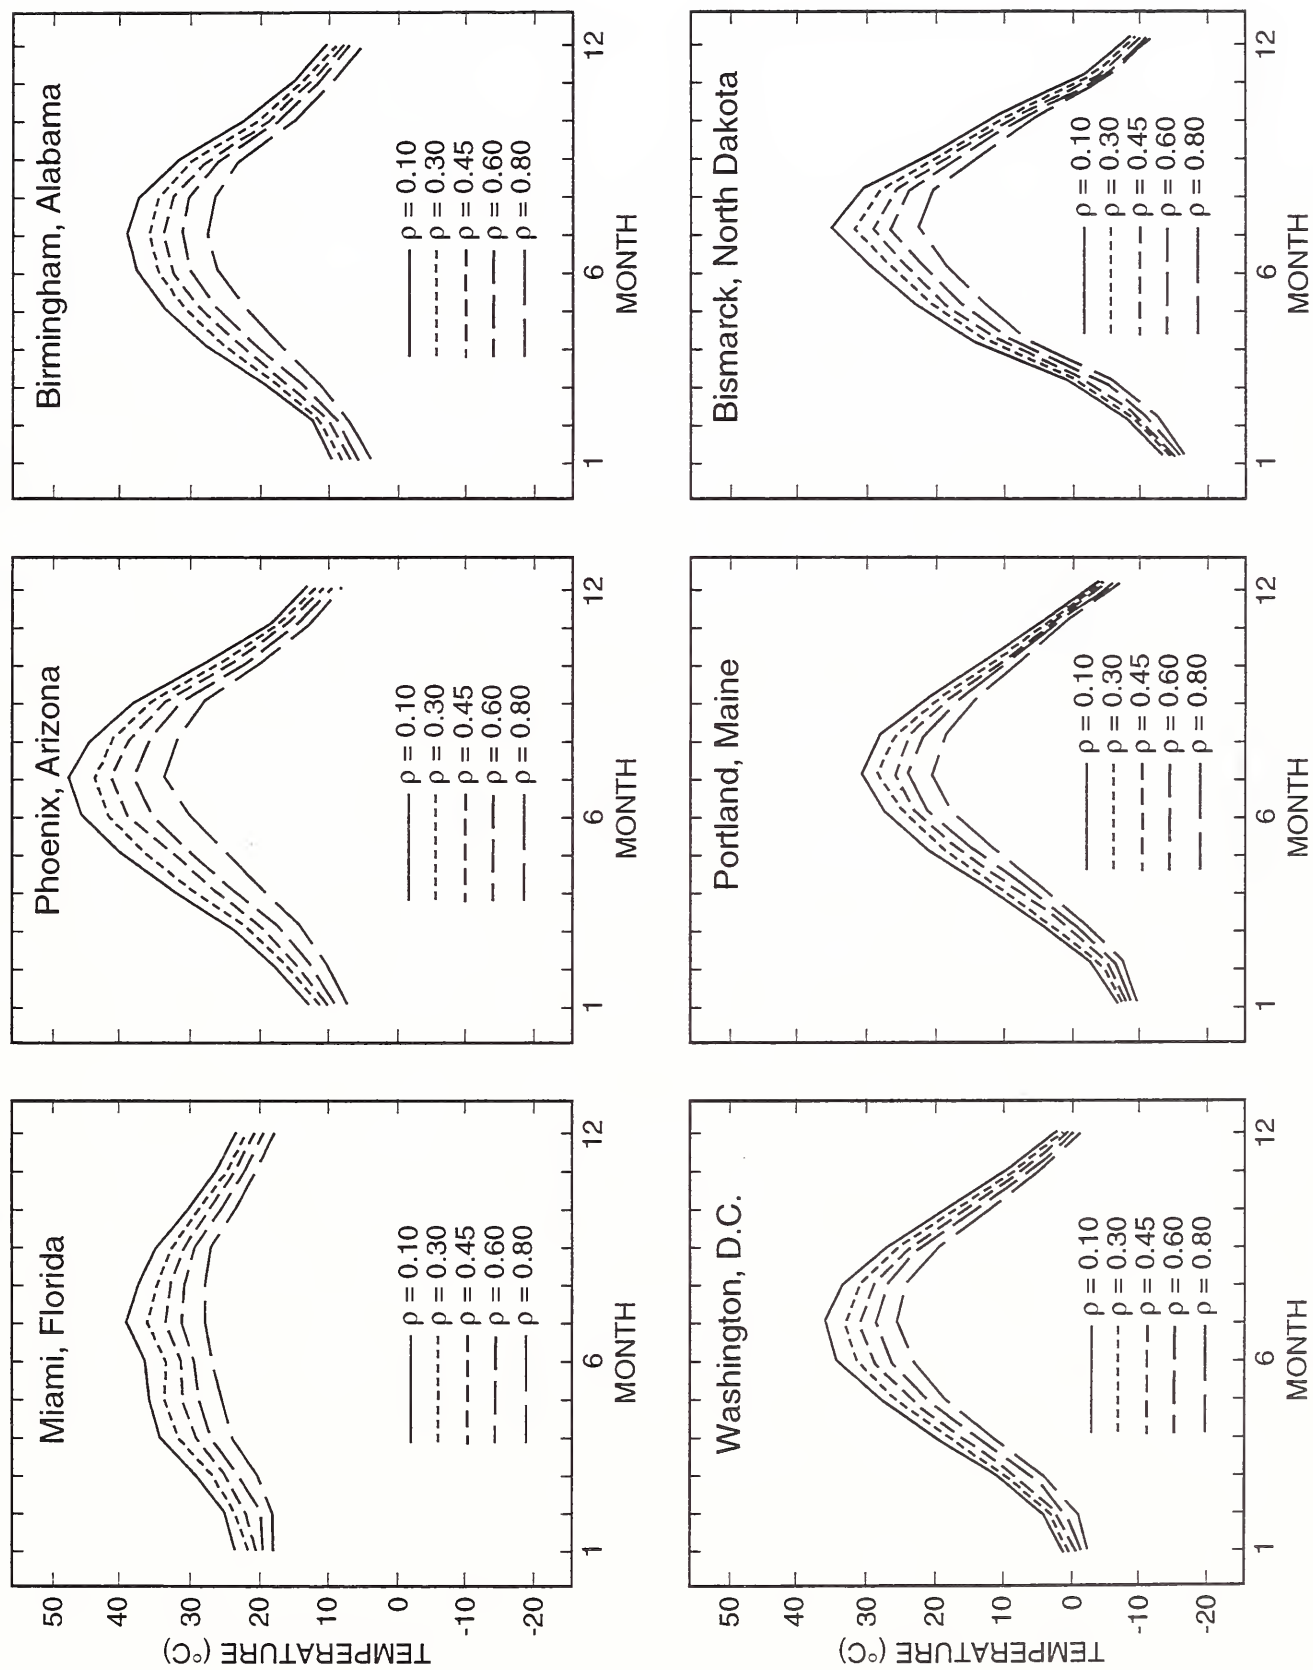 Miami, Florida
TEMPERATURE (°C)
50
40
30
20
10
0
-10
-20
ρ = 0.10
ρ = 0.30
ρ = 0.45
ρ = 0.60
ρ = 0.80
1
6
12
MONTH
Phoenix, Arizona
ρ = 0.10
ρ = 0.30
ρ = 0.45
ρ = 0.60
ρ = 0.80
1
6
12
MONTH
Birmingham, Alabama
ρ = 0.10
ρ = 0.30
ρ = 0.45
ρ = 0.60
ρ = 0.80
1
6
12
MONTH
Washington, D.C.
TEMPERATURE (°C)
50
40
30
20
10
0
-10
-20
ρ = 0.10
ρ = 0.30
ρ = 0.45
ρ = 0.60
ρ = 0.80
1
6
12
MONTH
Portland, Maine
ρ = 0.10
ρ = 0.30
ρ = 0.45
ρ = 0.60
ρ = 0.80
1
6
12
MONTH
Bismarck, North Dakota
ρ = 0.10
ρ = 0.30
ρ = 0.45
ρ = 0.60
ρ = 0.80
1
6
12
MONTH